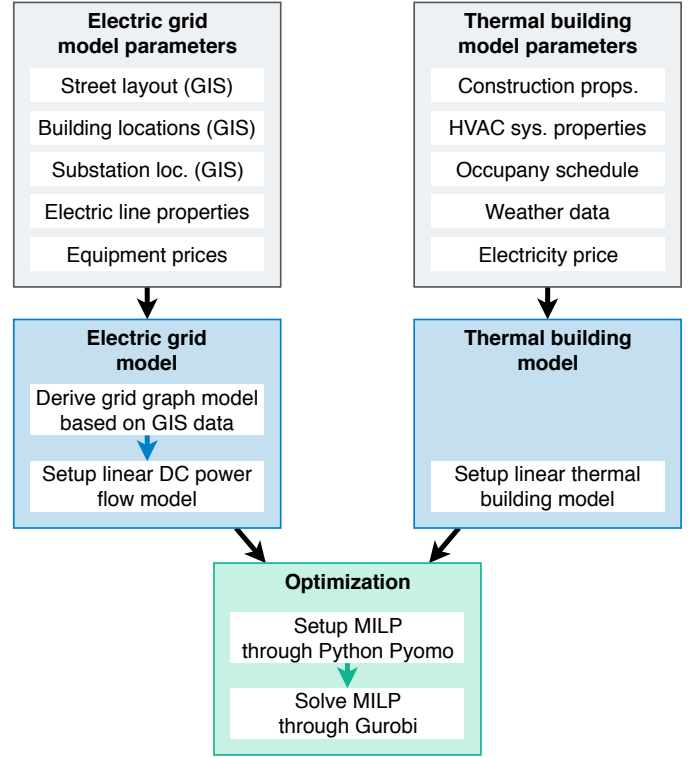 Electric grid
model parameters
Street layout (GIS)
Building locations (GIS)
Substation loc. (GIS)
Electric line properties
Equipment prices
Thermal building
model parameters
Construction props.
HVAC sys. properties
Occupany schedule
Weather data
Electricity price
Electric grid
model
Derive grid graph model
based on GIS data
Setup linear DC power
flow model
Thermal building
model
Setup linear thermal
building model
Optimization
Setup MILP
through Python Pyomo
Solve MILP
through Gurobi